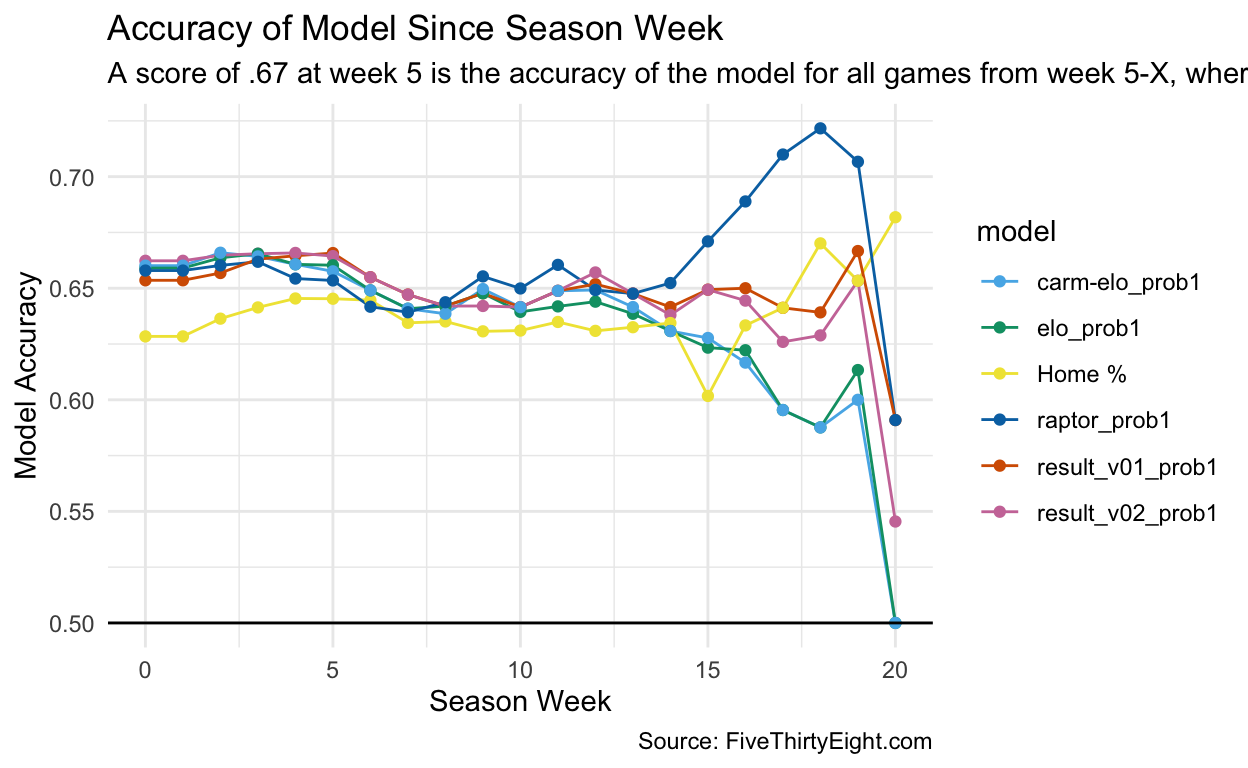 Accuracy of Model Since Season Week
A score of .67 at week 5 is the accuracy of the model for all games from week 5-X, wher
Model Accuracy
0.70
0.65
0.60
0.55
0.50
0
5
10
15
20
Season Week
model
carm-elo_prob1
elo_prob1
Home %
raptor_prob1
result_v01_prob1
result_v02_prob1
Source: FiveThirtyEight.com